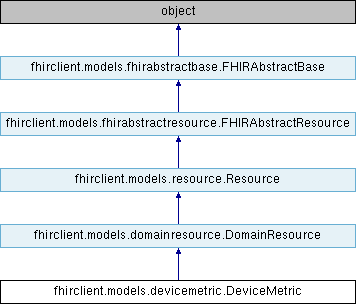 object
fhirclient.models.fhirabstractbase.FHIRAbstractBase
fhirclient.models.fhirabstractresource.FHIRAbstractResource
fhirclient.models.resource.Resource
fhirclient.models.domainresource.DomainResource
fhirclient.models.devicemetric.DeviceMetric